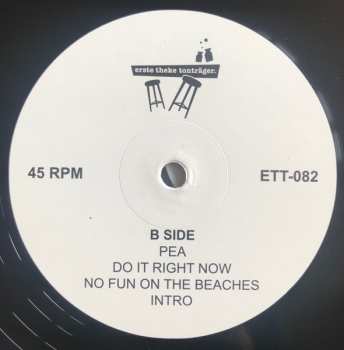 erste theke tonträger.
45 RPM
ETT-082
B SIDE
PEA
DO IT RIGHT NOW
NO FUN ON THE BEACHES
INTRO